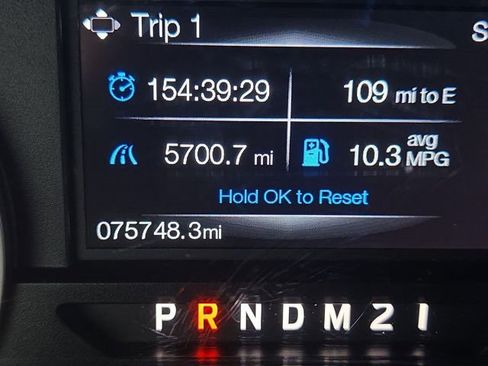 Trip 1 S
154:39:29 109 mi to E
5700.7 mi 10.3 avg MPG
Hold OK to Reset
075748.3mi
P R N D M 2 1